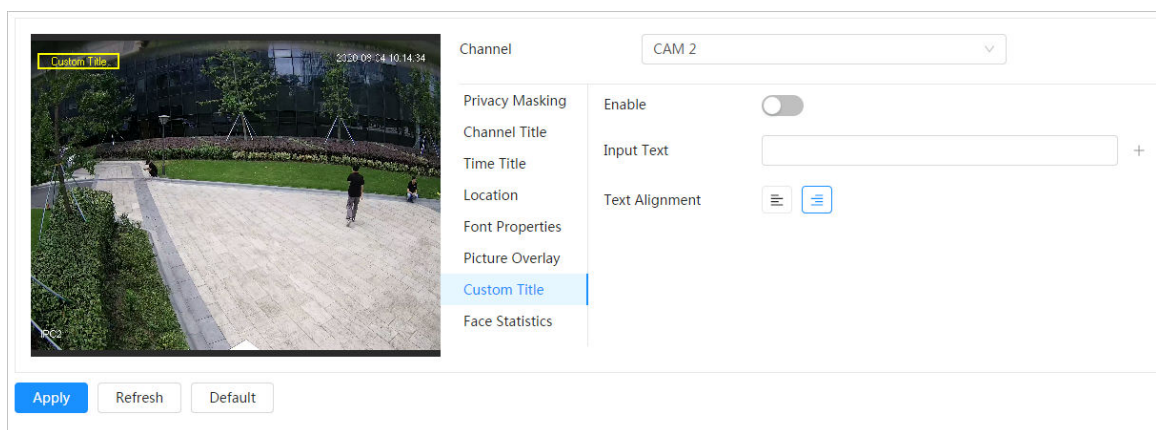 Custom Title
2020-09-04 10:14:34
IPC2
Channel
CAM 2
Privacy Masking
Channel Title
Time Title
Location
Font Properties
Picture Overlay
Custom Title
Face Statistics
Enable
Input Text
+
Text Alignment
Apply
Refresh
Default